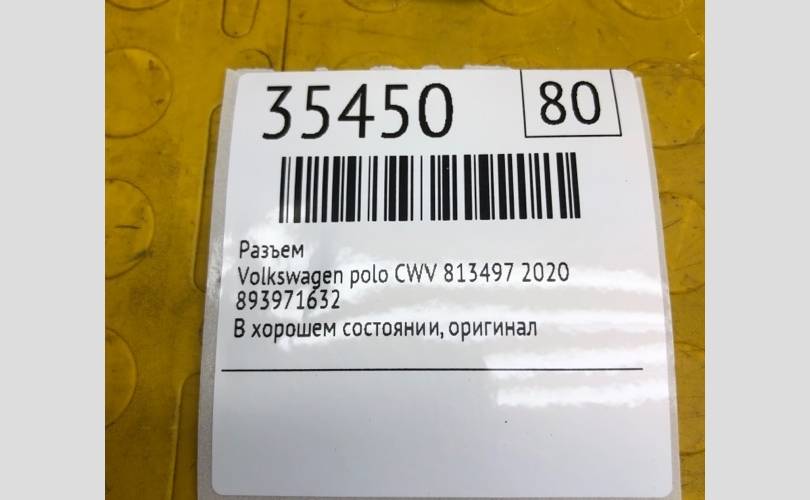 35450
80
Разъем
Volkswagen polo CWV 813497 2020
893971632
В хорошем состоянии, оригинал